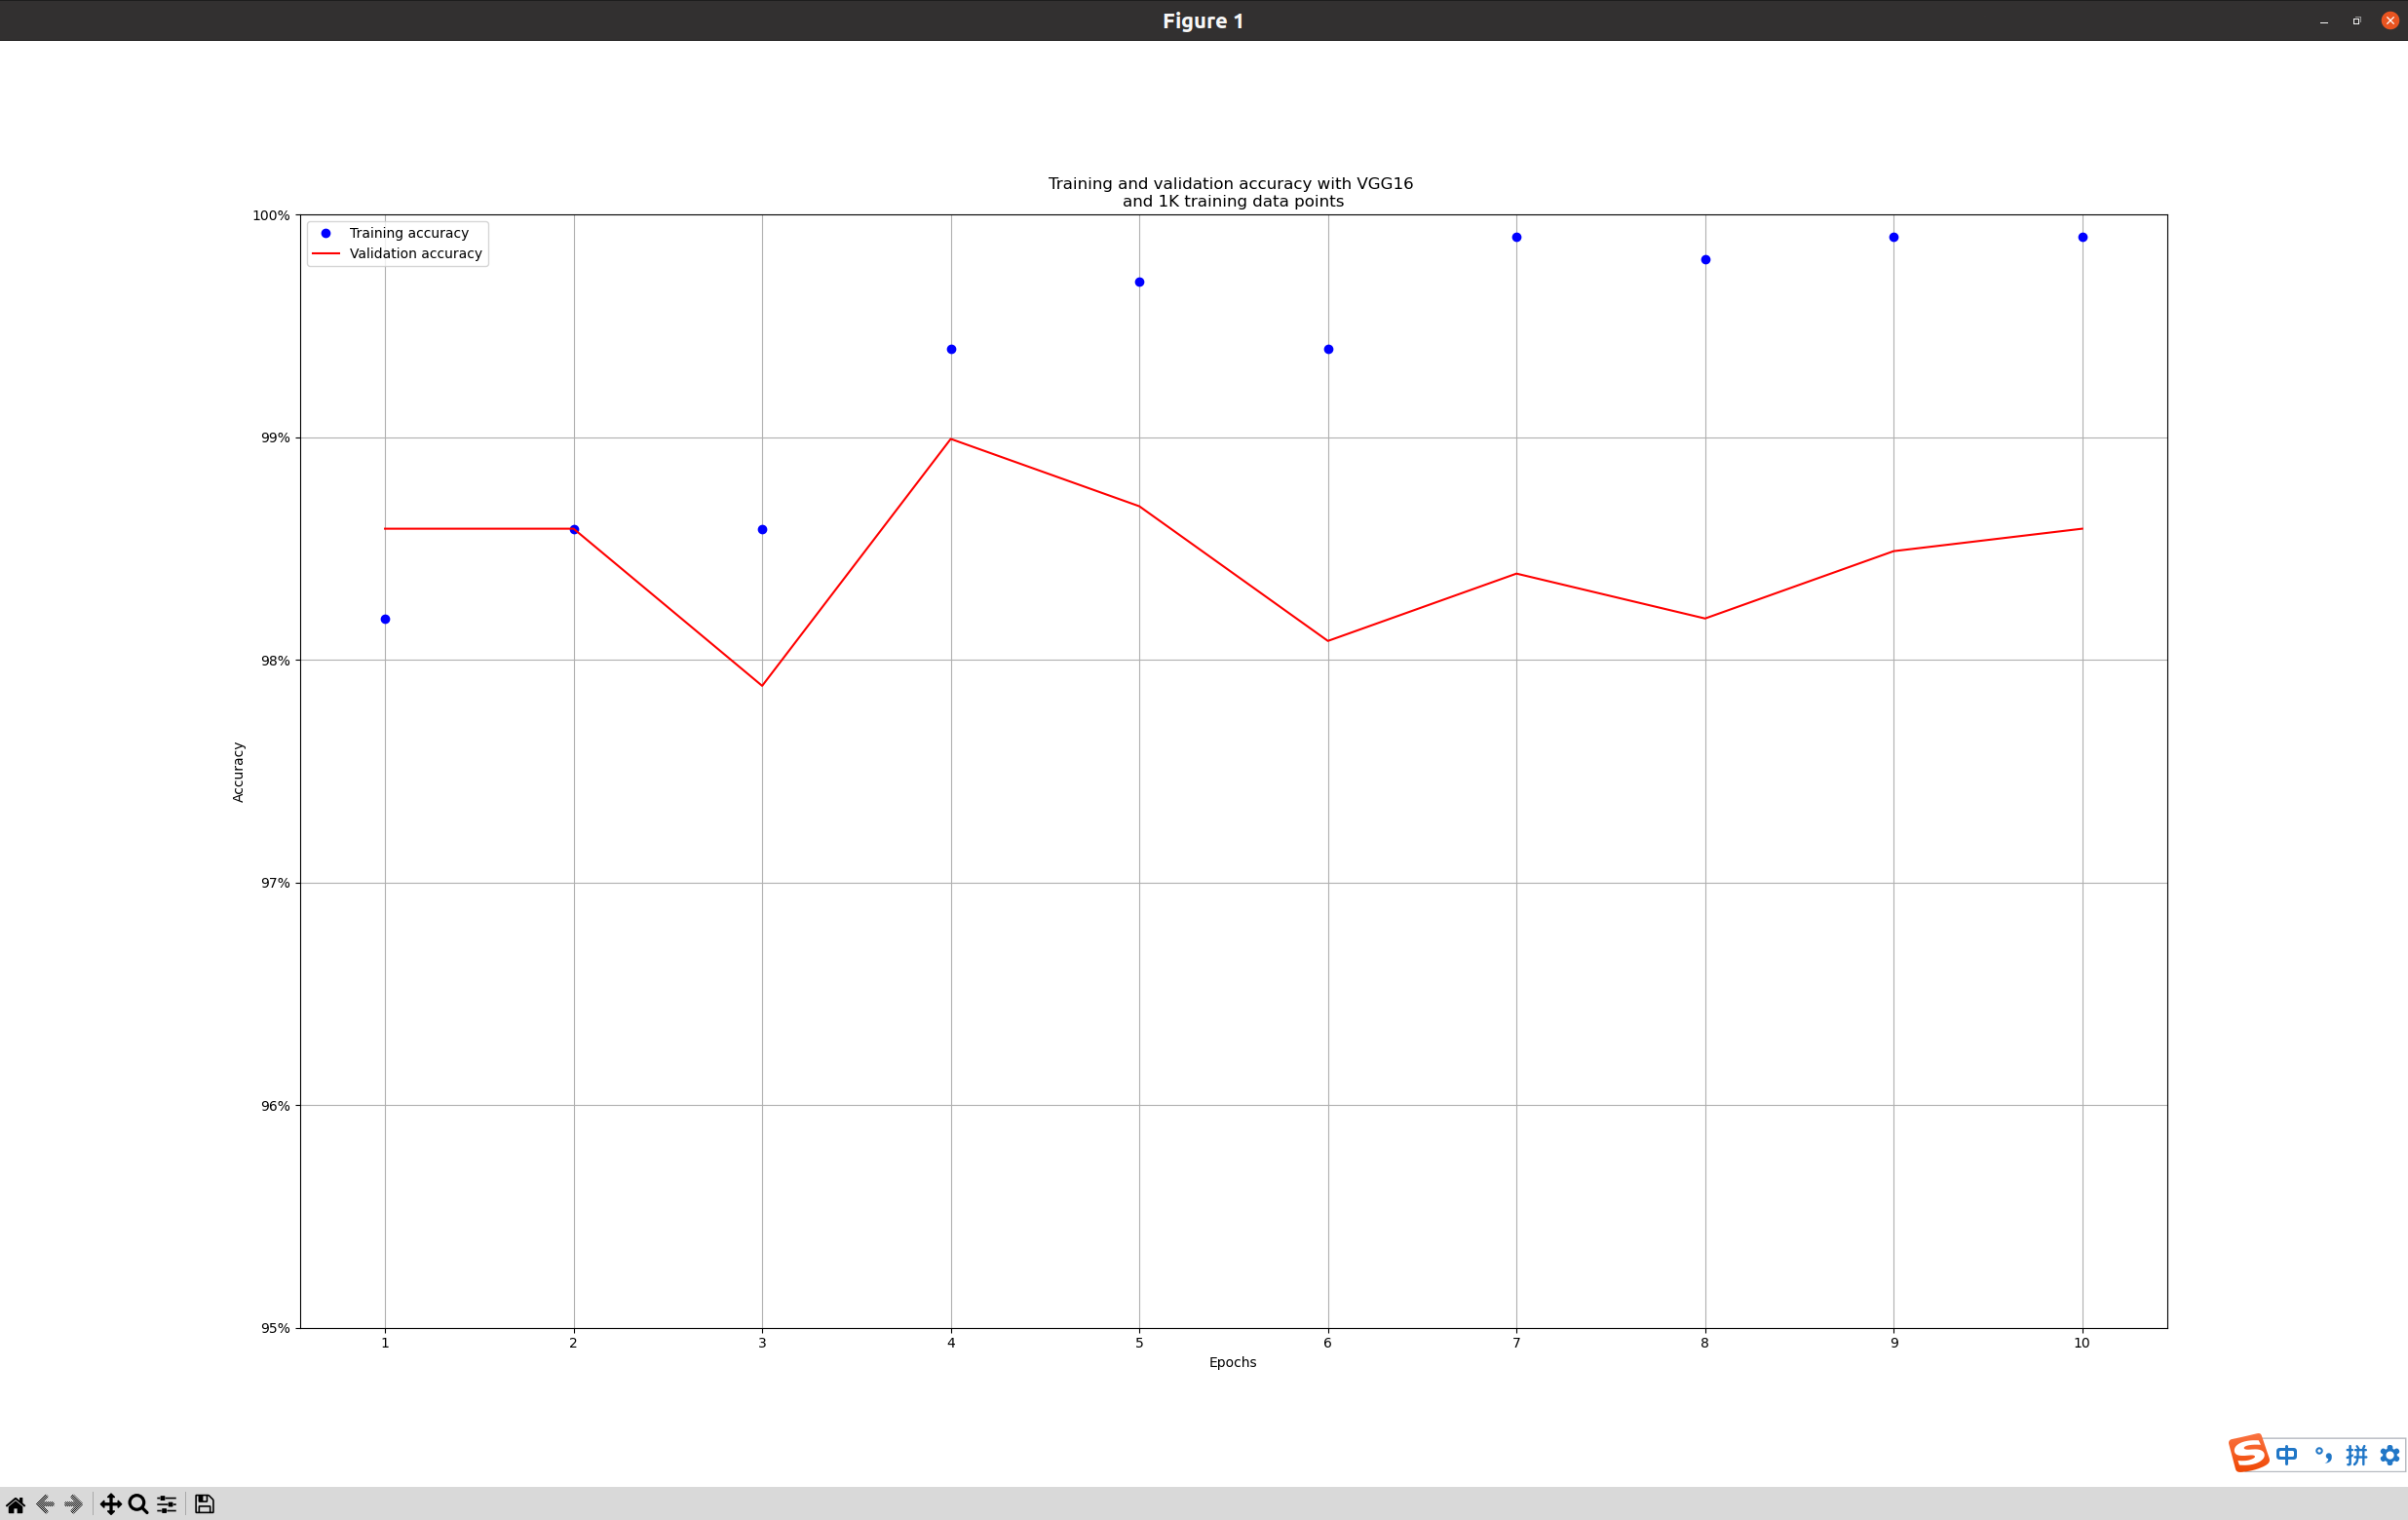 Figure 1
Training and validation accuracy with VGG16
and 1K training data points
100%
99%
98%
97%
96%
95%
Accuracy
Training accuracy
Validation accuracy
1 2 3 4 5 6 7 8 9 10
Epochs
S 中 °, 拼